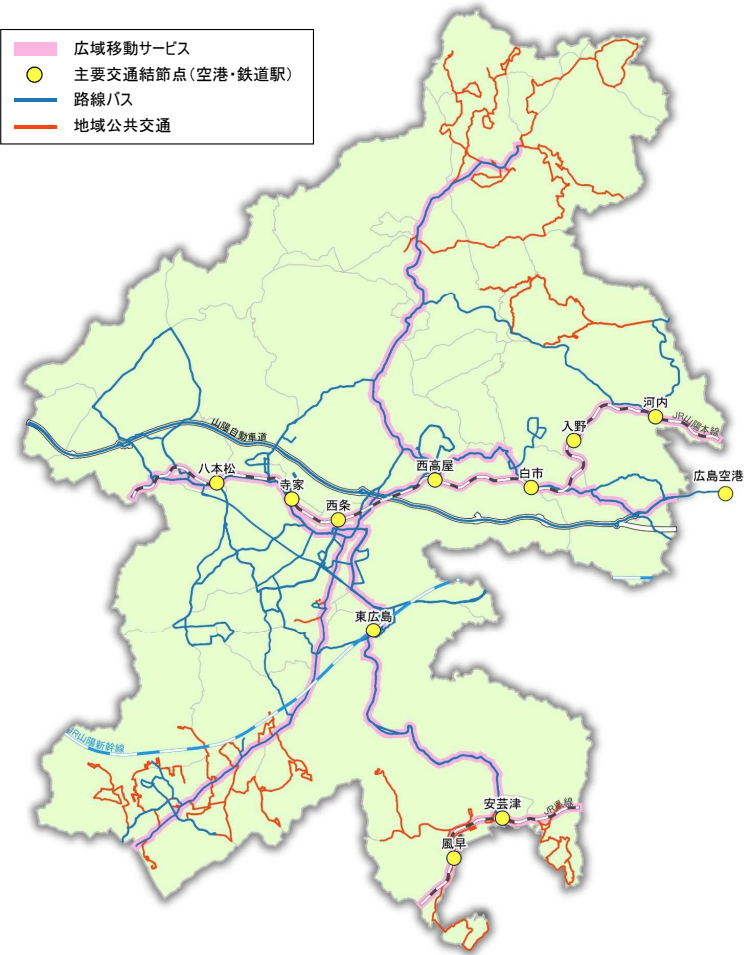 広域移動サービス
主要交通結節点(空港・鉄道駅)
路線バス
地域公共交通
河内
JR山陽本線
山陽自動車道
入野
八本松
西高屋
白市
広島空港
寺家
西条
東広島
JR山陽新幹線
安芸津
JR呉線
風早